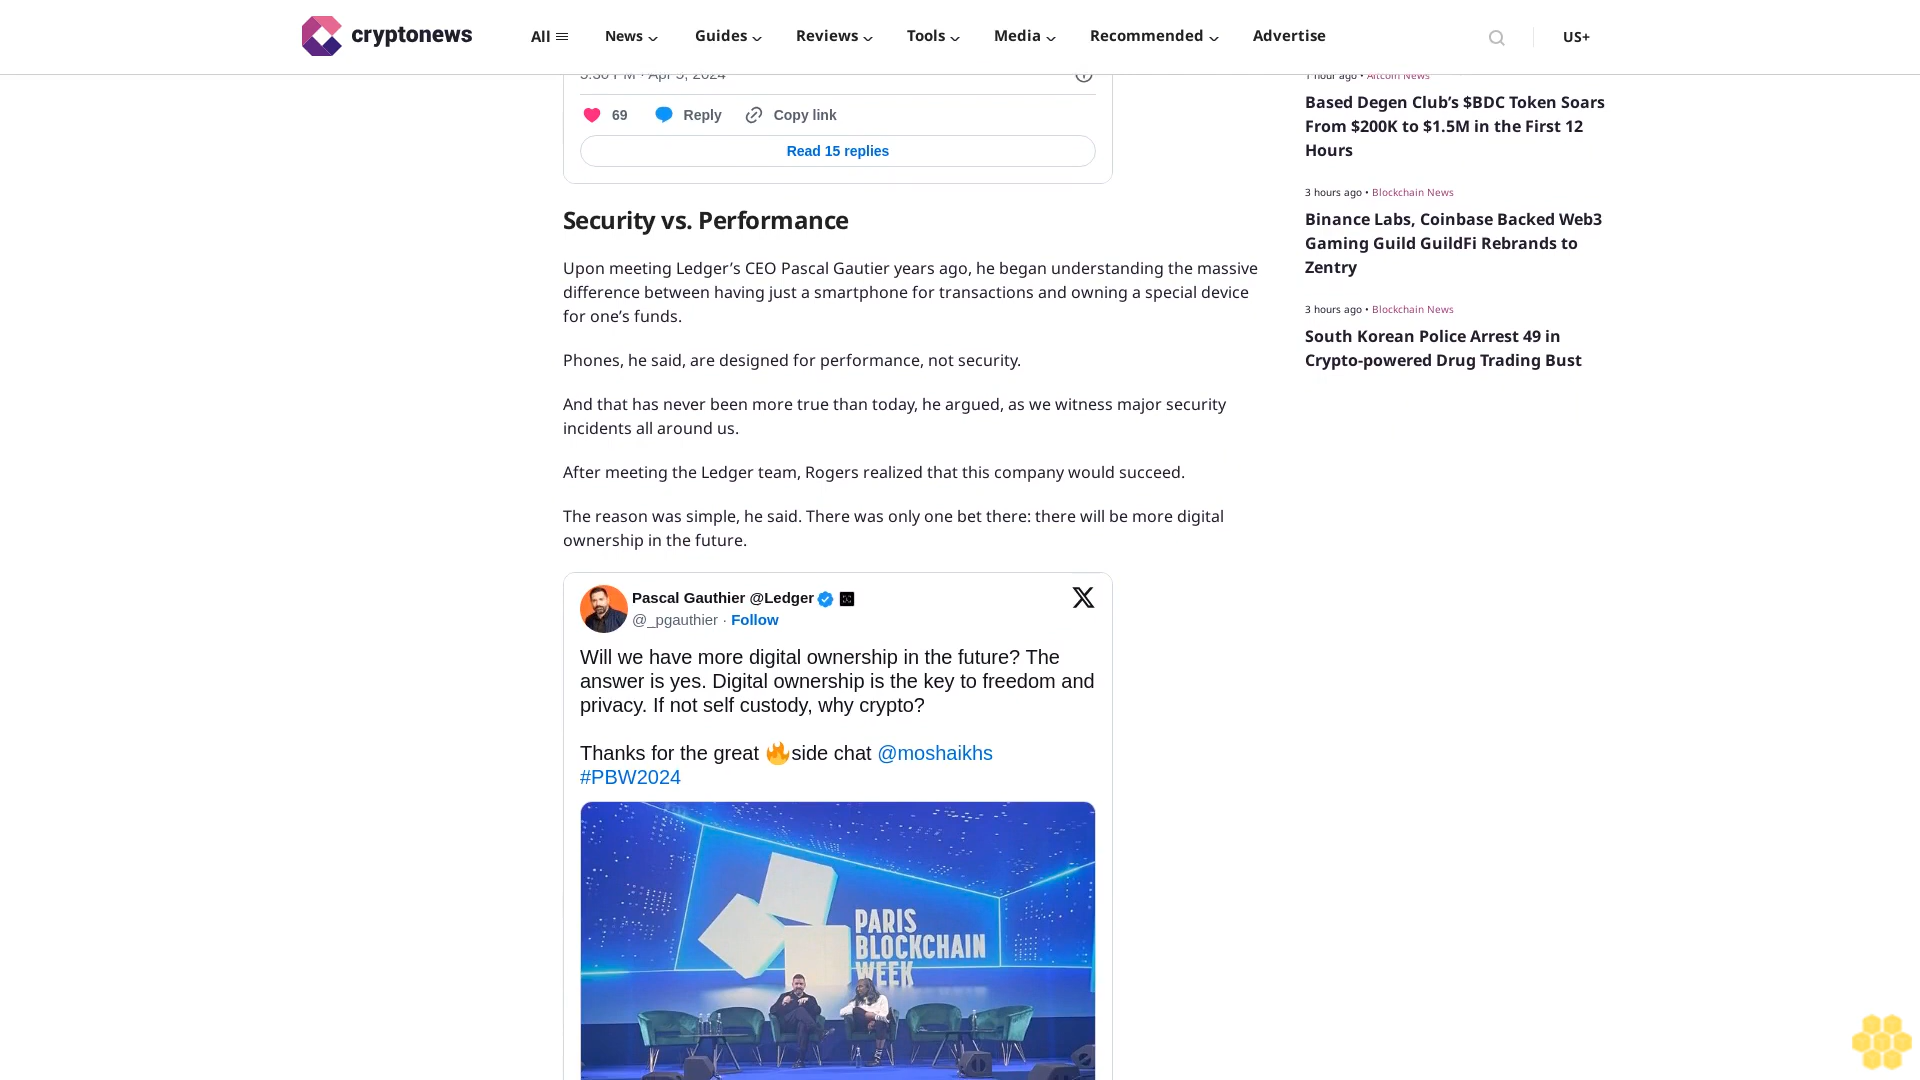 cryptonews
All
News
Guides
Reviews
Tools
Media
Recommended
Advertise
US+
5:30 PM · Apr 5, 2024
69
Reply
Copy link
Read 15 replies
Security vs. Performance
Upon meeting Ledger’s CEO Pascal Gautier years ago, he began understanding the massive
difference between having just a smartphone for transactions and owning a special device
for one’s funds.
Phones, he said, are designed for performance, not security.
And that has never been more true than today, he argued, as we witness major security
incidents all around us.
After meeting the Ledger team, Rogers realized that this company would succeed.
The reason was simple, he said. There was only one bet there: there will be more digital
ownership in the future.
Pascal Gauthier @Ledger
@_pgauthier · Follow
Will we have more digital ownership in the future? The
answer is yes. Digital ownership is the key to freedom and
privacy. If not self custody, why crypto?
Thanks for the great 🔥side chat @moshaikhs
#PBW2024
PARIS
BLOCKCHAIN
WEEK
1 hour ago • Altcoin News
Based Degen Club’s $BDC Token Soars
From $200K to $1.5M in the First 12
Hours
3 hours ago • Blockchain News
Binance Labs, Coinbase Backed Web3
Gaming Guild GuildFi Rebrands to
Zentry
3 hours ago • Blockchain News
South Korean Police Arrest 49 in
Crypto-powered Drug Trading Bust